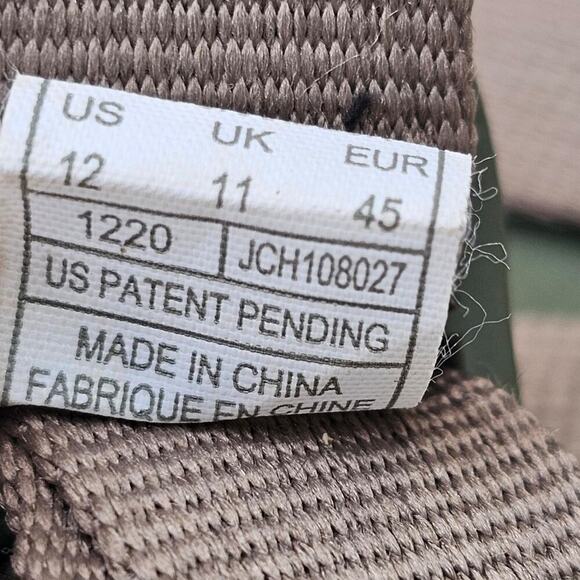 US UK EUR
12 11 45
1220 JCH108027
US PATENT PENDING
MADE IN CHINA
FABRIQUE EN CHINE